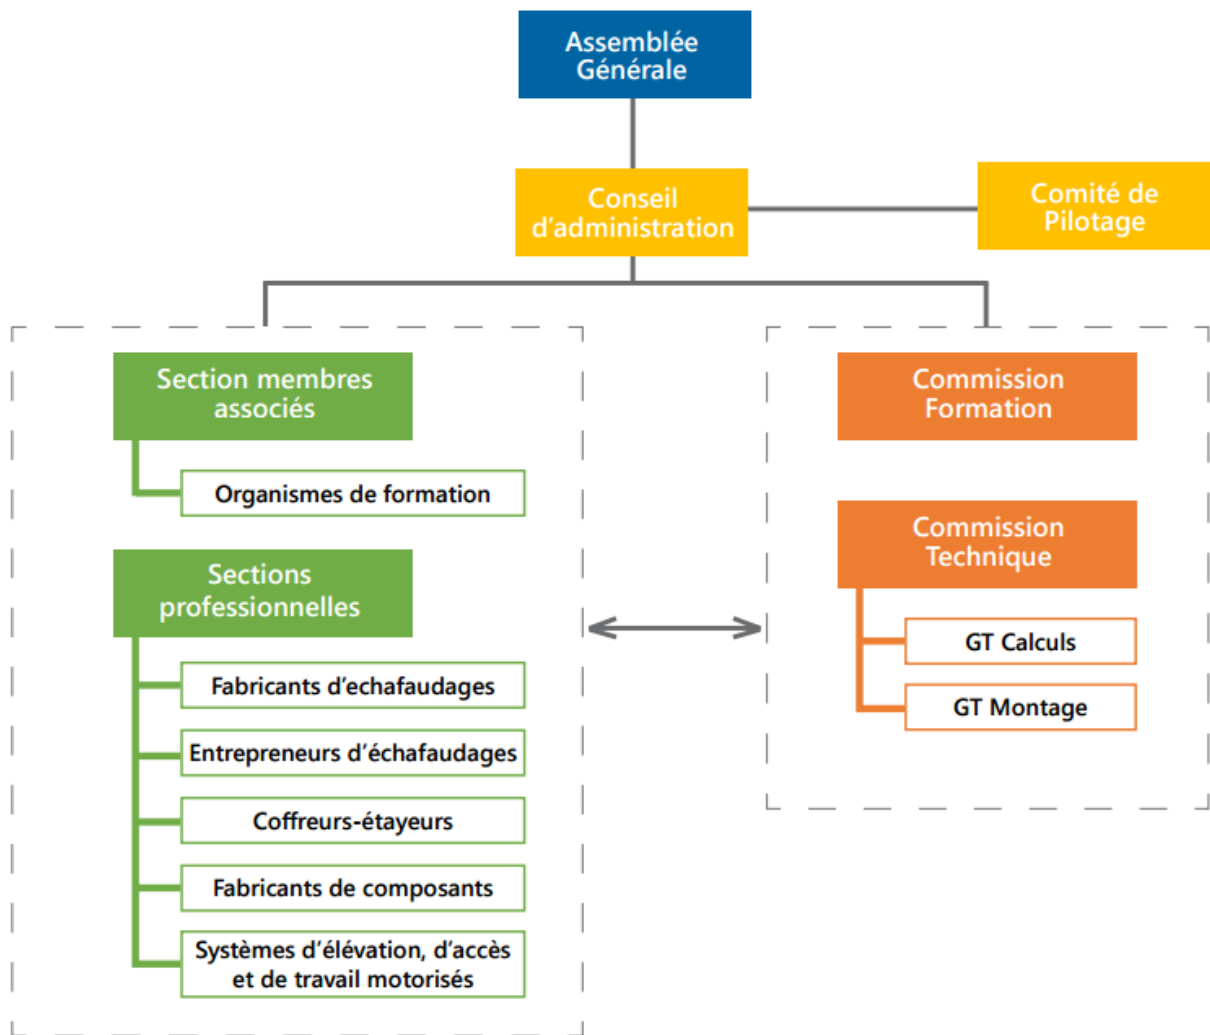 Assemblée
Générale
Conseil
d'administration
Comité de
Pilotage
Section membres
associés
Organismes de formation
Sections
professionnelles
Fabricants d'echafaudages
Entrepreneurs d'échafaudages
Coffreurs-étayeurs
Fabricants de composants
Systèmes d'élévation, d'accès
et de travail motorisés
Commission
Formation
Commission
Technique
GT Calculs
GT Montage